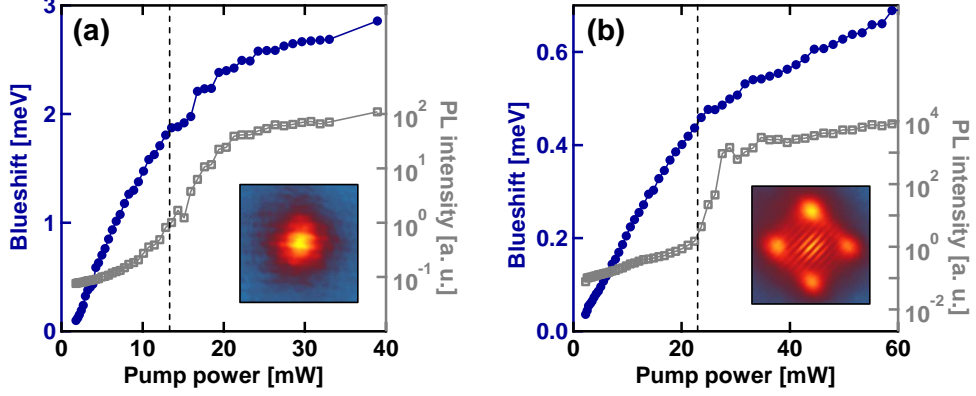 (a)
3
2
1
0
Blueshift [meV]
10^2
10^1
10^0
10^-1
PL intensity [a. u.]
0 10 20 30 40
Pump power [mW]
(b)
0.6
0.4
0.2
0.0
Blueshift [meV]
10^4
10^2
10^0
10^-2
PL intensity [a. u.]
0 20 40 60
Pump power [mW]